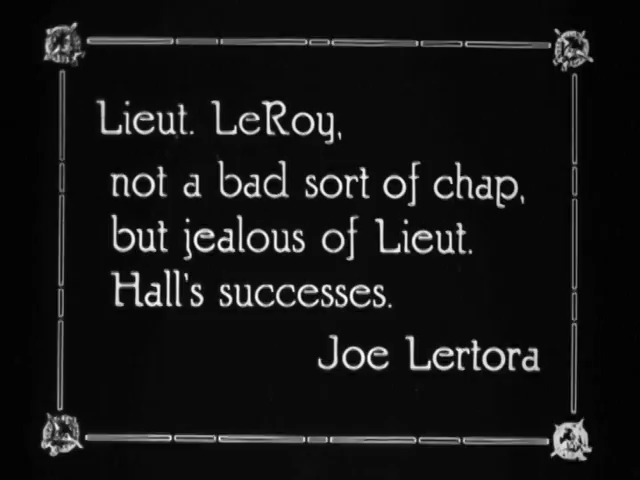 Lieut. LeRoy,
not a bad sort of chap,
but jealous of Lieut.
Hall's successes.
Joe Lertora